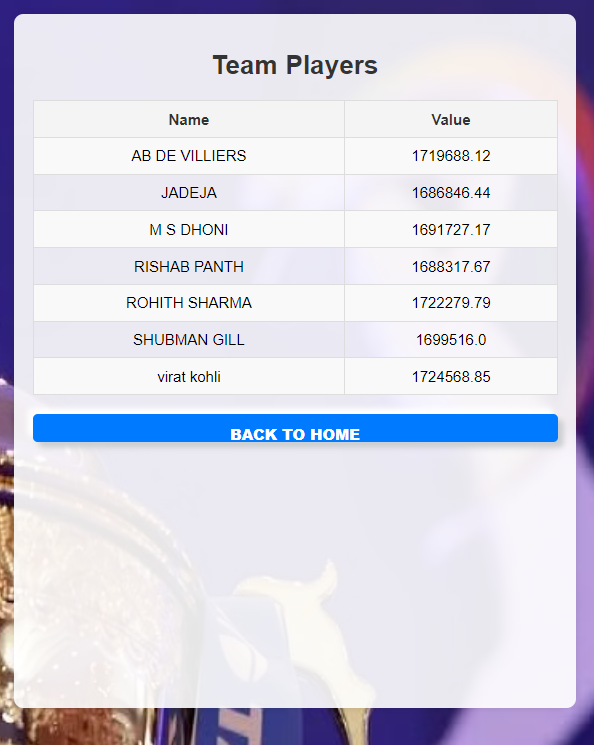 Team Players
Name Value
AB DE VILLIERS 1719688.12
JADEJA 1686846.44
M S DHONI 1691727.17
RISHAB PANTH 1688317.67
ROHITH SHARMA 1722279.79
SHUBMAN GILL 1699516.0
virat kohli 1724568.85
BACK TO HOME